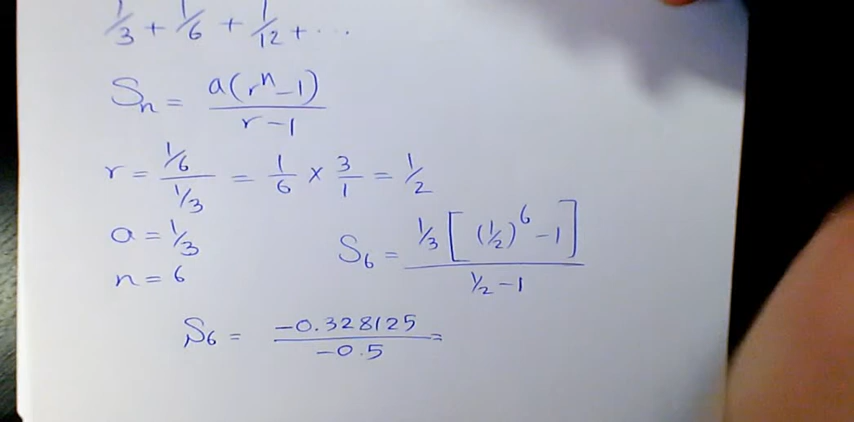 1/3 + 1/6 + 1/12 + ...
Sn = a(r^n - 1) / r - 1
r = 1/6 / 1/3 = 1/6 × 3/1 = 1/2
a = 1/3
n = 6
S6 = 1/3 [ (1/2)^6 - 1 ] / 1/2 - 1
S6 = -0.328125 / -0.5 =